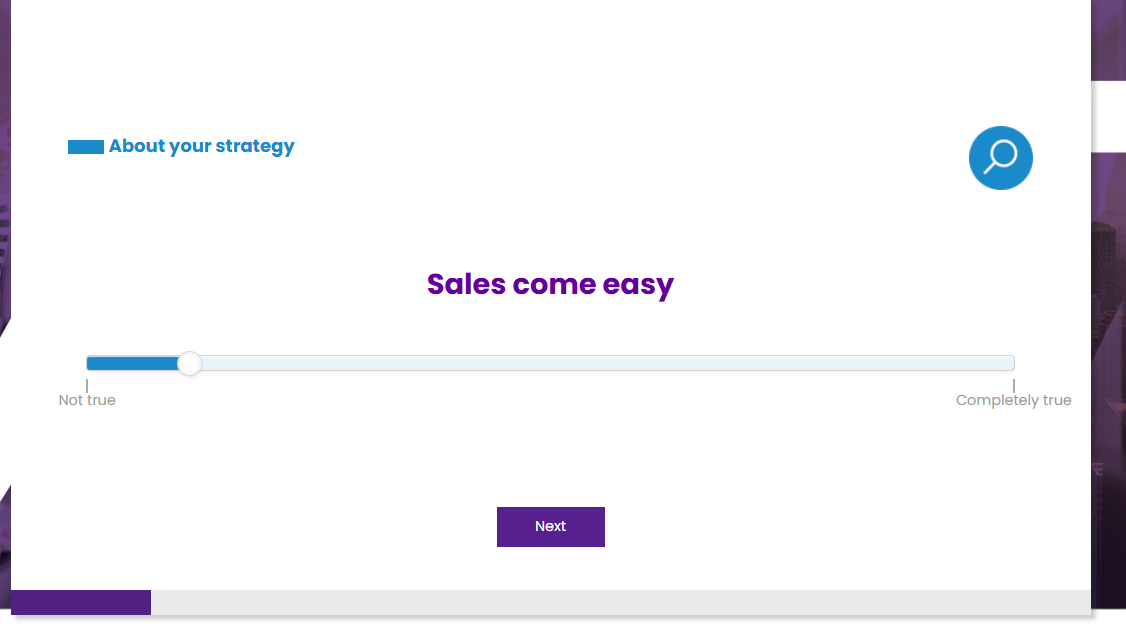 About your strategy
Sales come easy
Not true
Completely true
Next